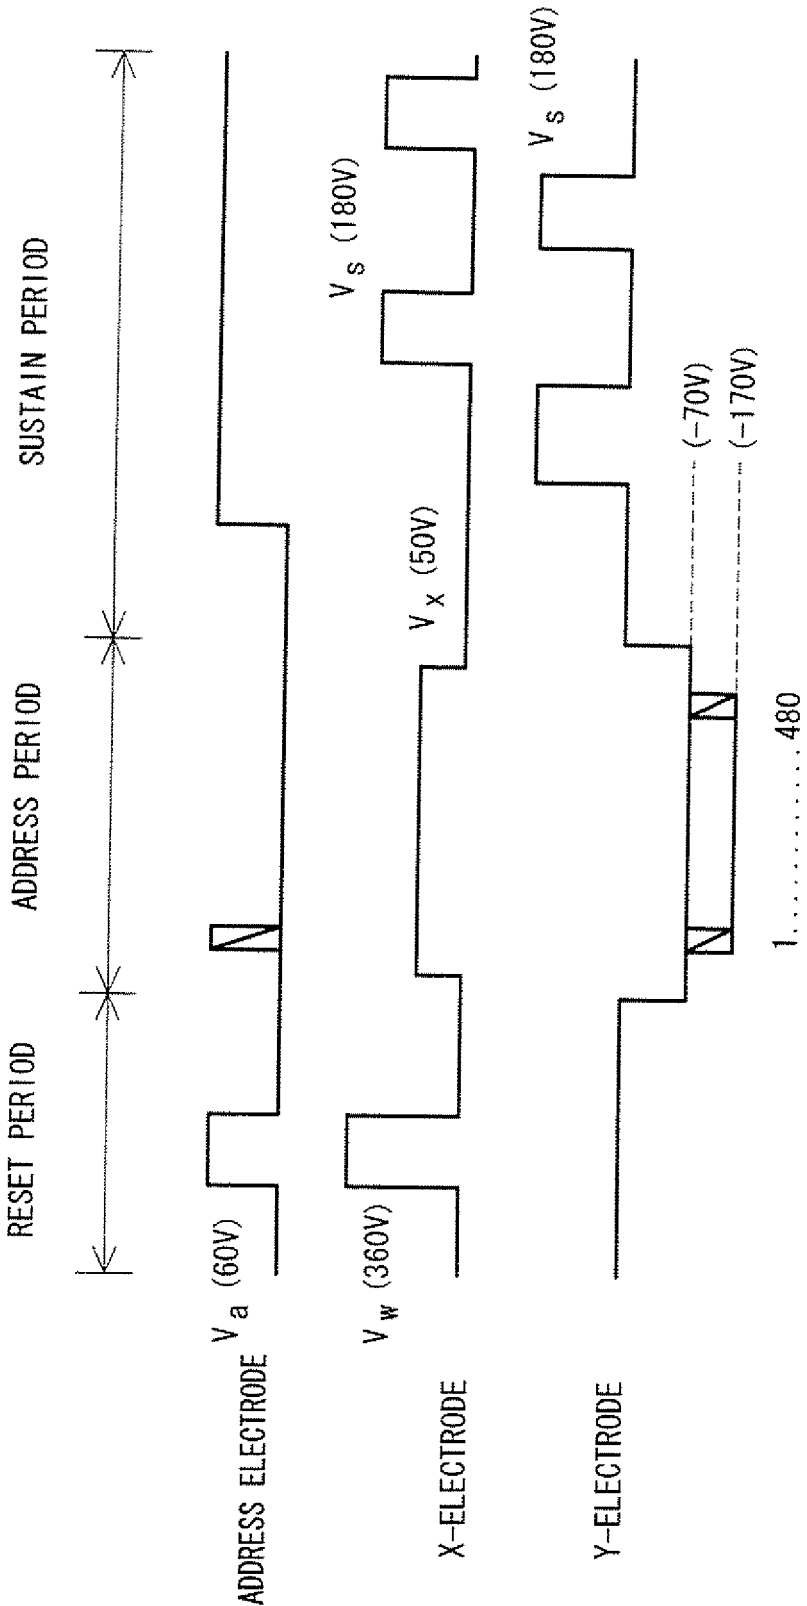 RESET PERIOD
ADDRESS PERIOD
SUSTAIN PERIOD
Va (60V)
ADDRESS ELECTRODE
Vw (360V)
Vx (50V)
Vs (180V)
X-ELECTRODE
Vs (180V)
Y-ELECTRODE
(-70V)
(-170V)
1...........480